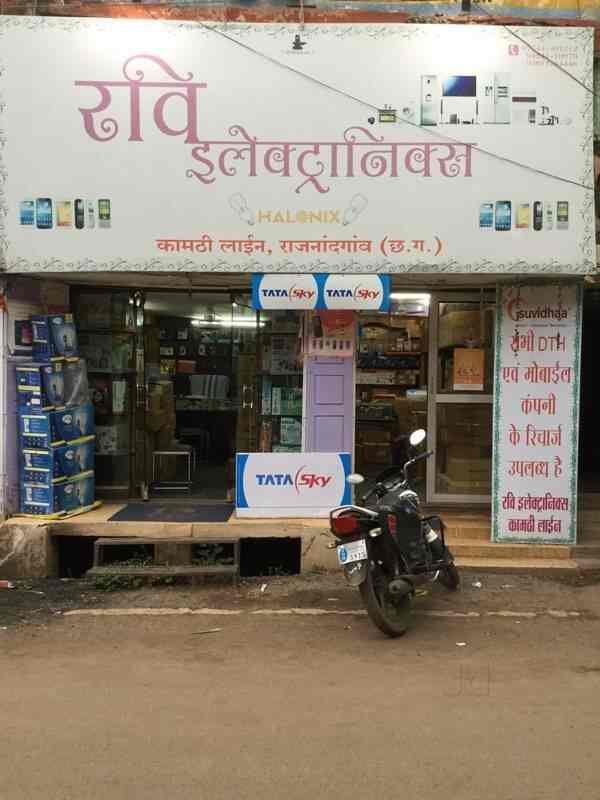 रवि
इलेक्ट्रानिक्स
HALONIX
कामठी लाईन, राजनांदगांव (छ.ग.)
TATA SKY TATA SKY
suvidhaa
सभी DTH
एवं मोबाईल
कंपनी
के रिचार्ज
उपलब्ध है
रवि इलेक्ट्रानिक्स
कामठी लाईन
TATA SKY